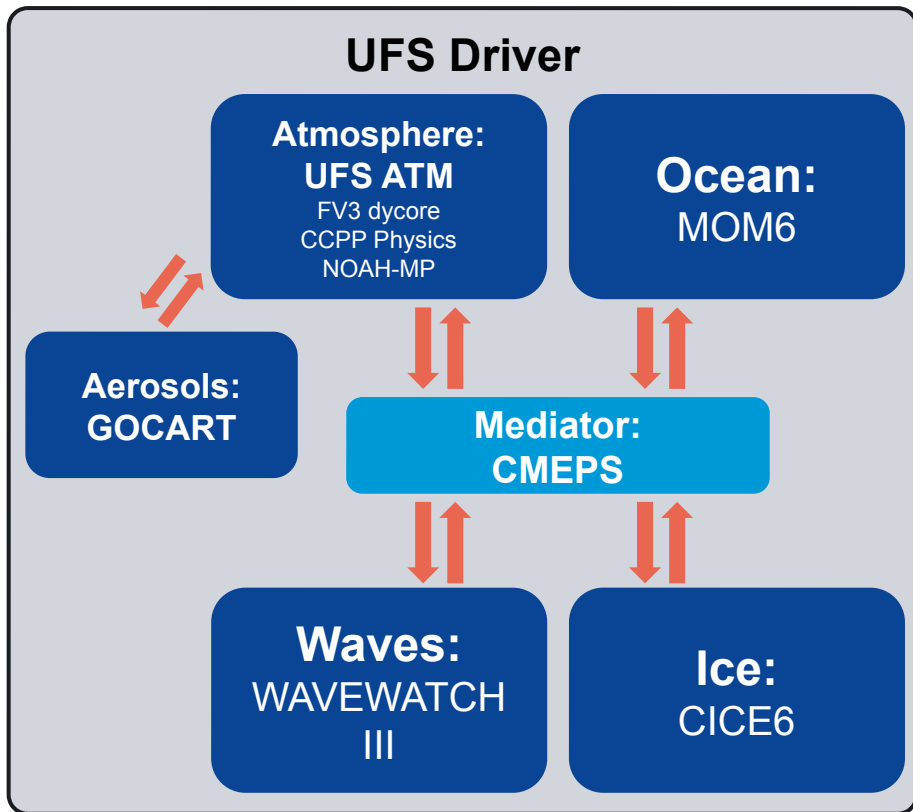 UFS Driver
Atmosphere:
UFS ATM
FV3 dycore
CCPP Physics
NOAH-MP
Ocean:
MOM6
Aerosols:
GOCART
Mediator:
CMEPS
Waves:
WAVEWATCH
III
Ice:
CICE6